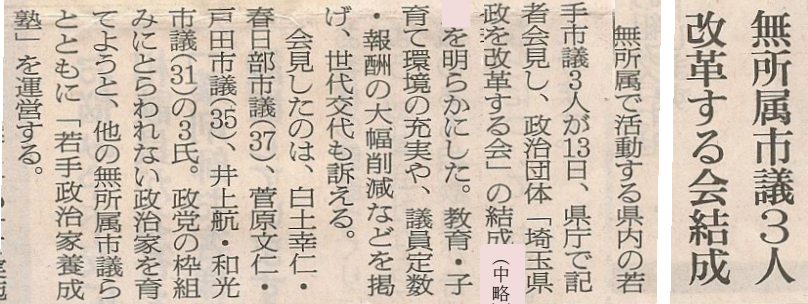 無所属市議3人
改革する会結成
無所属で活動する県内の若
手市議3人が13日、県庁で記
者会見し、政治団体「埼玉県
政を改革する会」の結成（中略
を明らかにした。教育・子
育て環境の充実や、議員定数
・報酬の大幅削減などを掲
げ、世代交代も訴える。
会見したのは、白土幸仁・
春日部市議(37)、菅原文仁・
戸田市議(35)、井上航・和光
市議(31)の3氏。政党の枠組
みにとらわれない政治家を育
てようと、他の無所属市議ら
とともに「若手政治家養成
塾」を運営する。